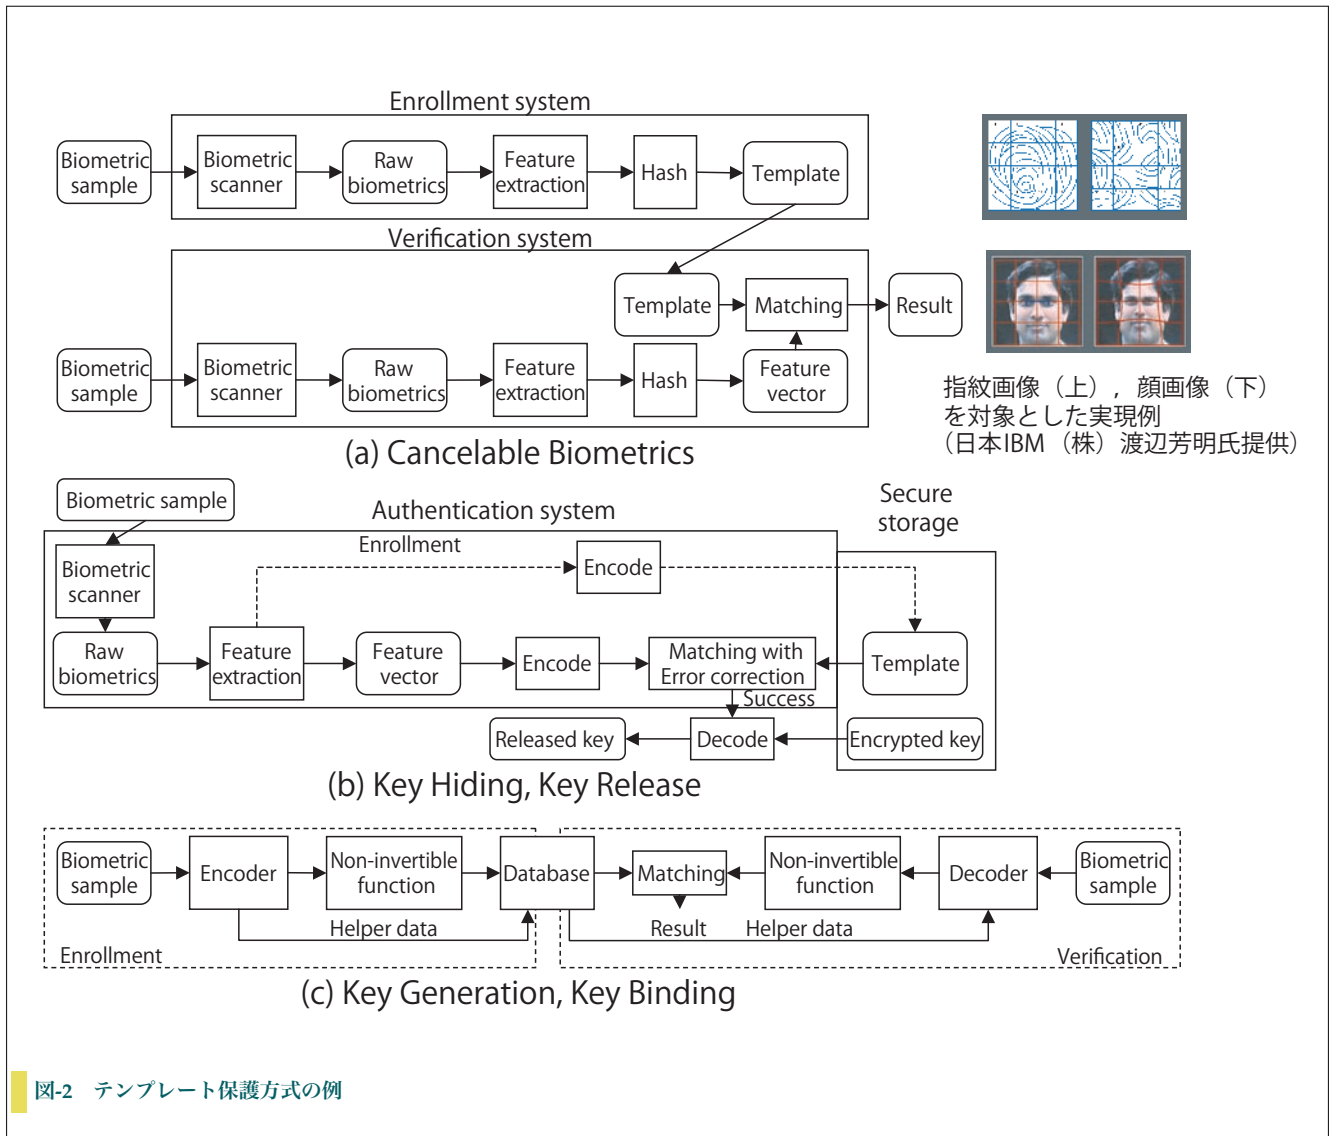 Enrollment system
Biometric
sample
Biometric
scanner
Raw
biometrics
Feature
extraction
Hash
Template
Verification system
Template
Matching
Result
Biometric
sample
Biometric
scanner
Raw
biometrics
Feature
extraction
Hash
Feature
vector
指紋画像（上），顔画像（下）
を対象とした実現例
（日本IBM（株）渡辺芳明氏提供）
(a) Cancelable Biometrics
Biometric sample
Authentication system
Secure
storage
Enrollment
Biometric
scanner
Encode
Raw
biometrics
Feature
extraction
Feature
vector
Encode
Matching with
Error correction
Template
Success
Released key
Decode
Encrypted key
(b) Key Hiding, Key Release
Biometric
sample
Encoder
Non-invertible
function
Database
Matching
Non-invertible
function
Decoder
Biometric
sample
Helper data
Result
Helper data
Enrollment
Verification
(c) Key Generation, Key Binding
図-2　テンプレート保護方式の例